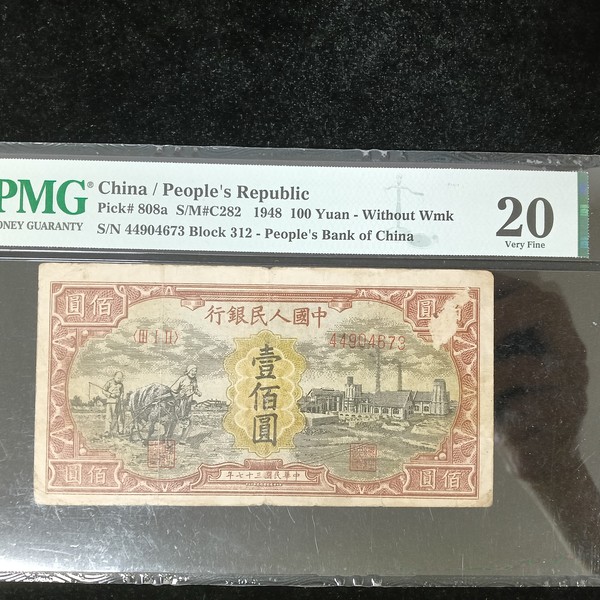 PMG®
China / People's Republic
Pick# 808a S/M#C282 1948 100 Yuan - Without Wmk
S/N 44904673 Block 312 - People's Bank of China
ONEY GUARANTY
20
Very Fine
圓佰
行銀民人國中
44904673
壹佰圓
圓佰
年七十三國民華中
圓佰